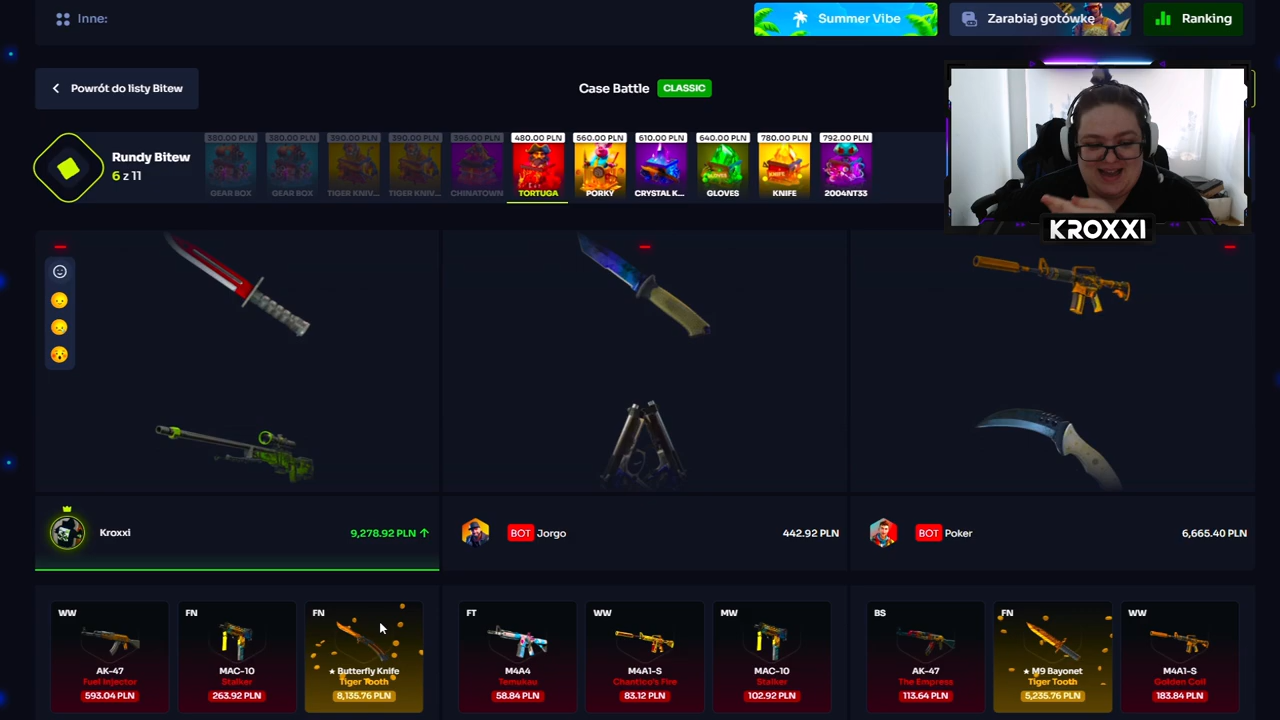 Inne:
Summer Vibe
Zarabiaj gotówkę
Ranking
Powrót do listy Bitew
Case Battle CLASSIC
Rundy Bitew
6 z 11
380.00 PLN
GEAR BOX
380.00 PLN
GEAR BOX
390.00 PLN
TIGER KNIV...
390.00 PLN
TIGER KNIV...
396.00 PLN
CHINATOWN
480.00 PLN
TORTUGA
560.00 PLN
PORKY
610.00 PLN
CRYSTAL K...
640.00 PLN
GLOVES
780.00 PLN
KNIFE
792.00 PLN
2004NT33
KROXXI
Kroxxi
9,278.92 PLN
BOT Jorgo
442.92 PLN
BOT Poker
6,665.40 PLN
WW
AK-47
Fuel Injector
593.04 PLN
FN
MAC-10
Stalker
263.92 PLN
FN
★ Butterfly Knife
Tiger Tooth
8,135.76 PLN
FT
M4A4
Temukau
58.84 PLN
WW
M4A1-S
Chantico's Fire
83.12 PLN
MW
MAC-10
Stalker
102.92 PLN
BS
AK-47
The Empress
113.64 PLN
FN
★ M9 Bayonet
Tiger Tooth
5,235.76 PLN
WW
M4A1-S
Golden Coil
183.84 PLN